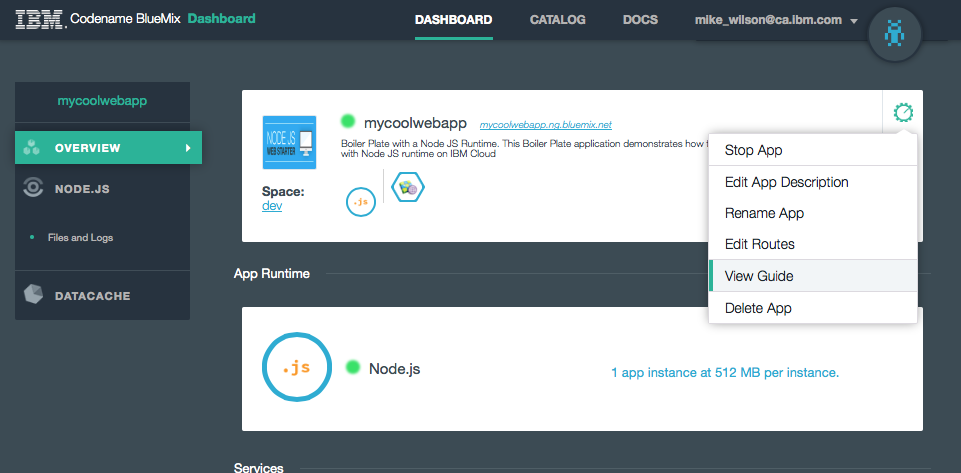 IBM. Codename BlueMix Dashboard
DASHBOARD
CATALOG
DOCS
mike_wilson@ca.ibm.com
mycoolwebapp
OVERVIEW
NODE.JS
Files and Logs
DATACACHE
NODE JS
WEB STARTER
mycoolwebapp
mycoolwebapp.ng.bluemix.net
Boiler Plate with a Node JS Runtime. This Boiler Plate application demonstrates how
with Node JS runtime on IBM Cloud
Space:
dev
.js
Stop App
Edit App Description
Rename App
Edit Routes
View Guide
Delete App
App Runtime
.js
Node.js
1 app instance at 512 MB per instance.
Services